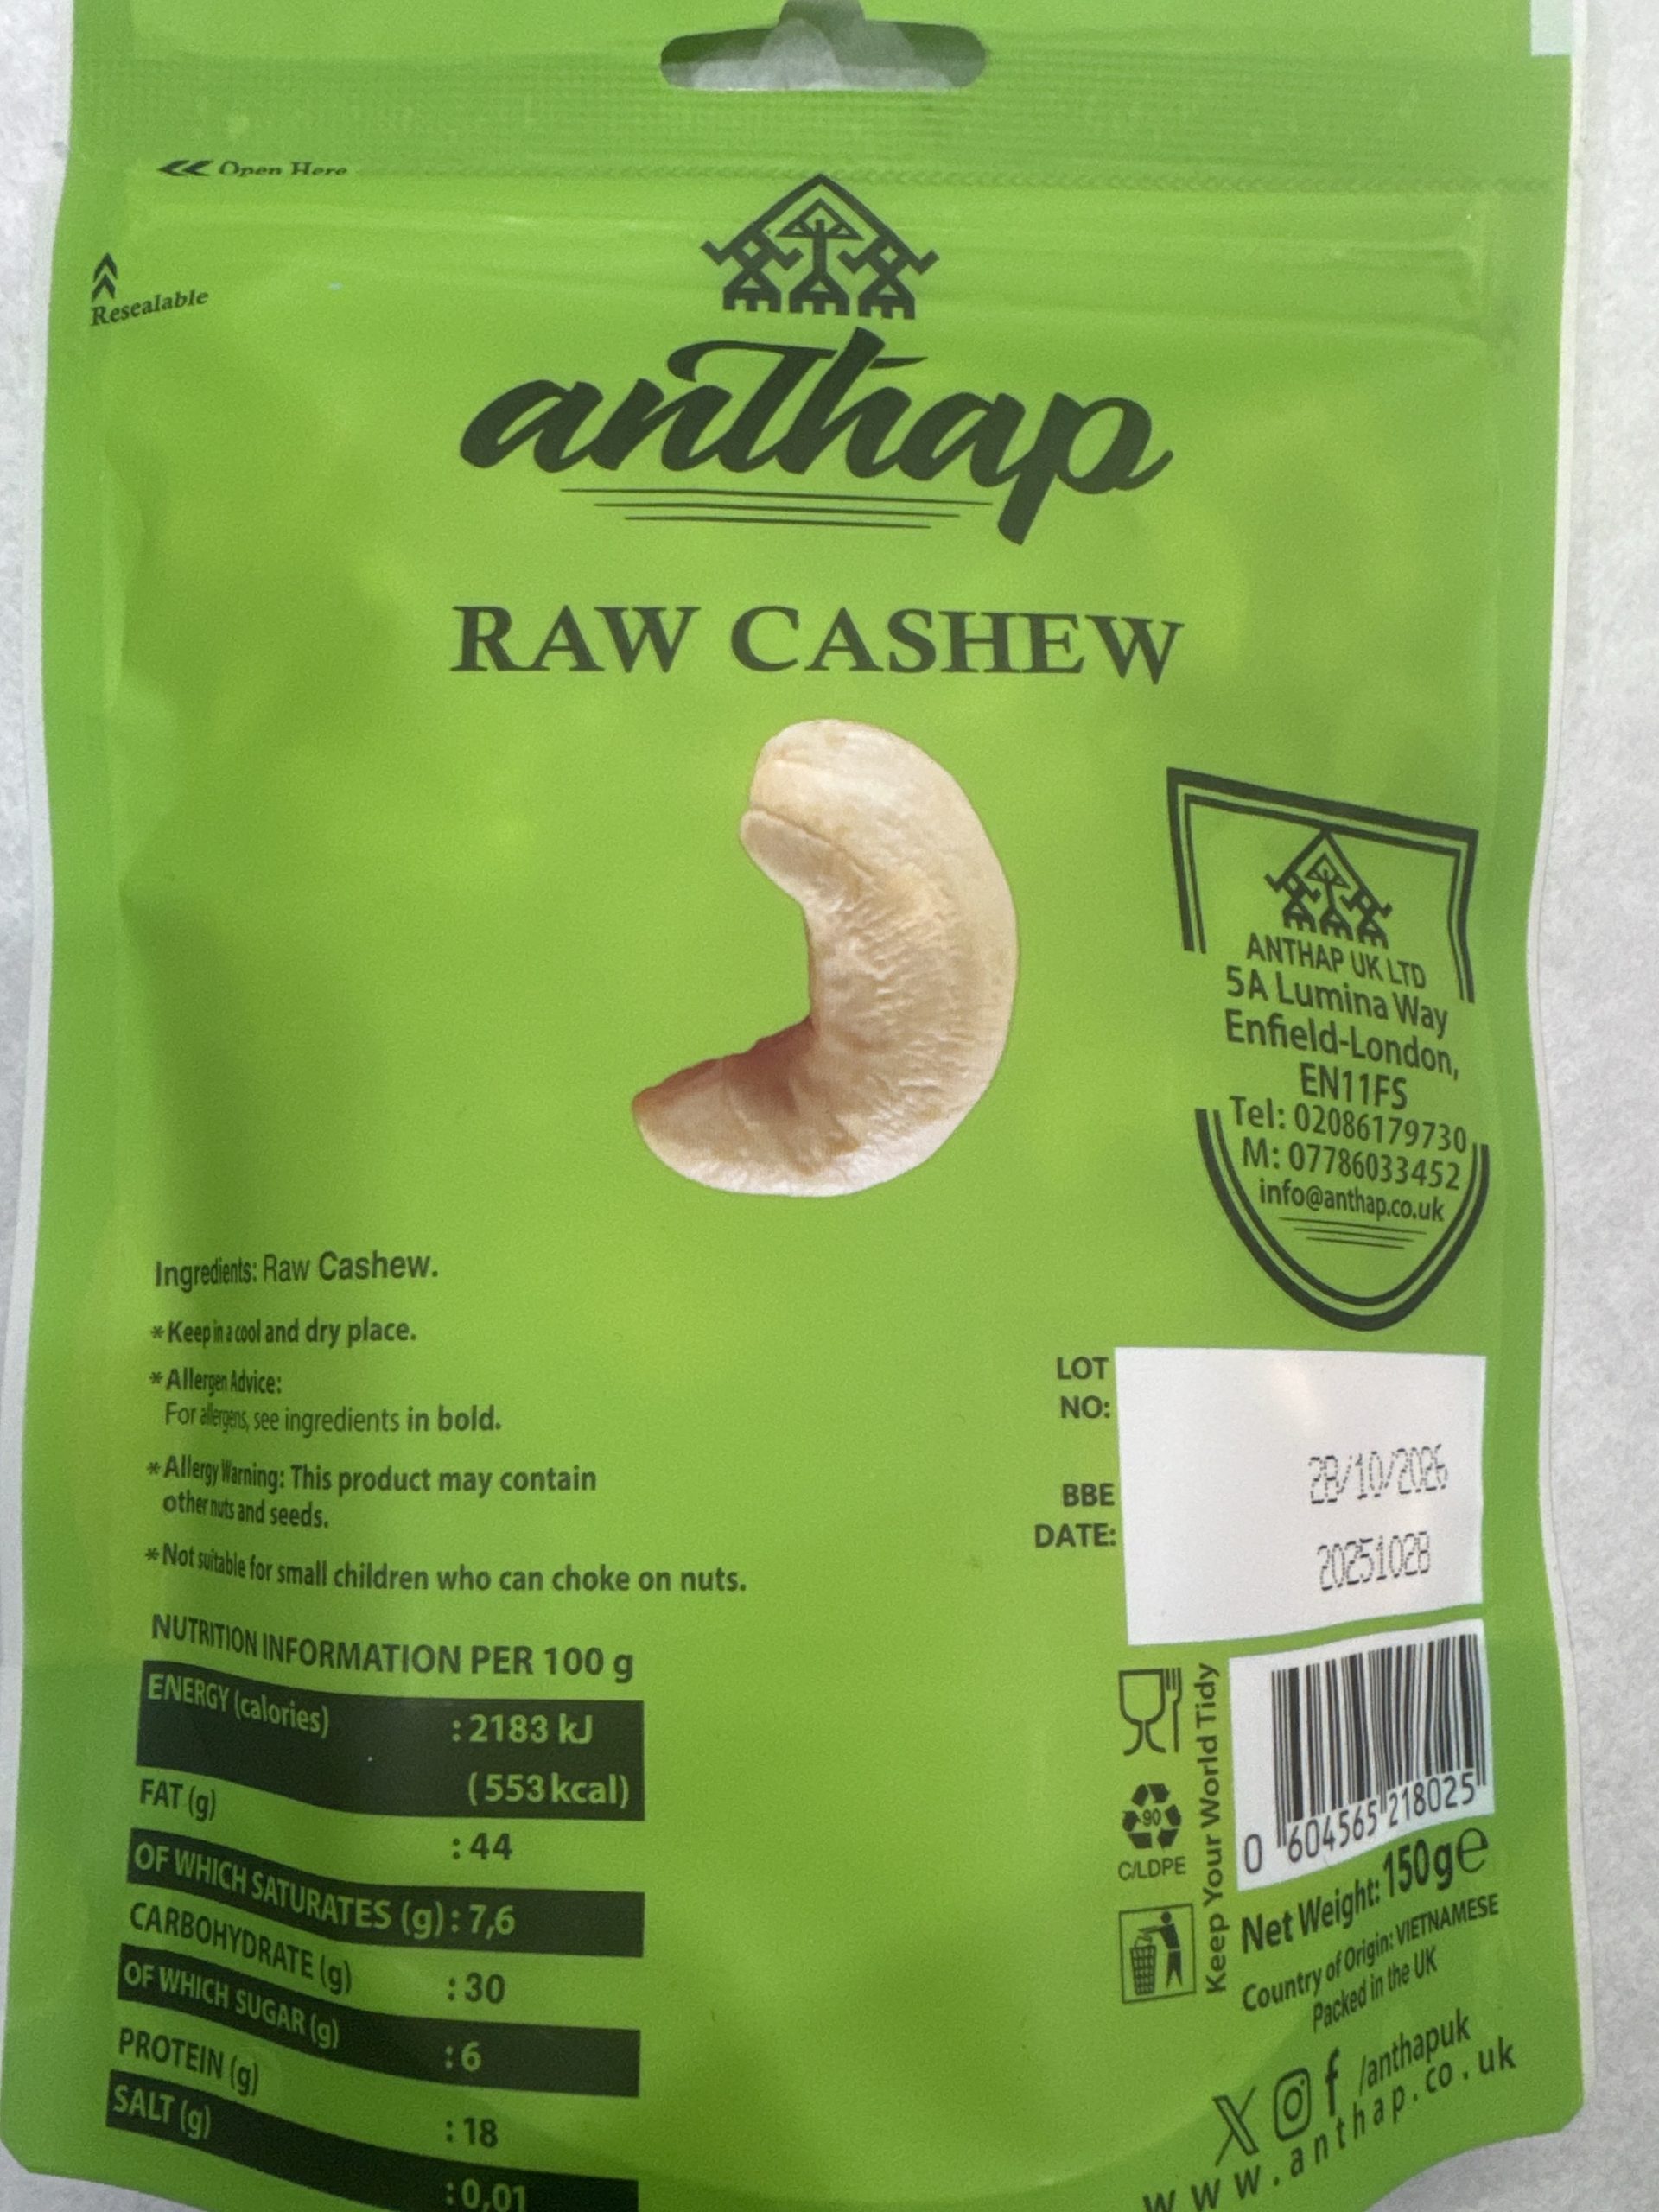 Open Here
Resealable
anthap
RAW CASHEW
ANTHAP UK LTD
5A Lumina Way
Enfield-London,
EN11FS
Tel: 02086179730
M: 07786033452
info@anthap.co.uk
Ingredients: Raw Cashew.
*Keep in a cool and dry place.
*Allergen Advice:
For allergens, see ingredients in bold.
*Allergy Warning: This product may contain
other nuts and seeds.
*Not suitable for small children who can choke on nuts.
LOT
NO:
BBE
DATE:
28/10/2026
20251028
NUTRITION INFORMATION PER 100 g
ENERGY (calories) : 2183 kJ
(553 kcal)
FAT (g) : 44
OF WHICH SATURATES (g) : 7,6
CARBOHYDRATE (g) : 30
OF WHICH SUGAR (g) : 6
PROTEIN (g) : 18
SALT (g) : 0,01
90
C/LDPE
Keep Your World Tidy
0 604565 218025
Net Weight: 150g e
Country of Origin: VIETNAMESE
Packed in the UK
/anthapuk
www.anthap.co.uk